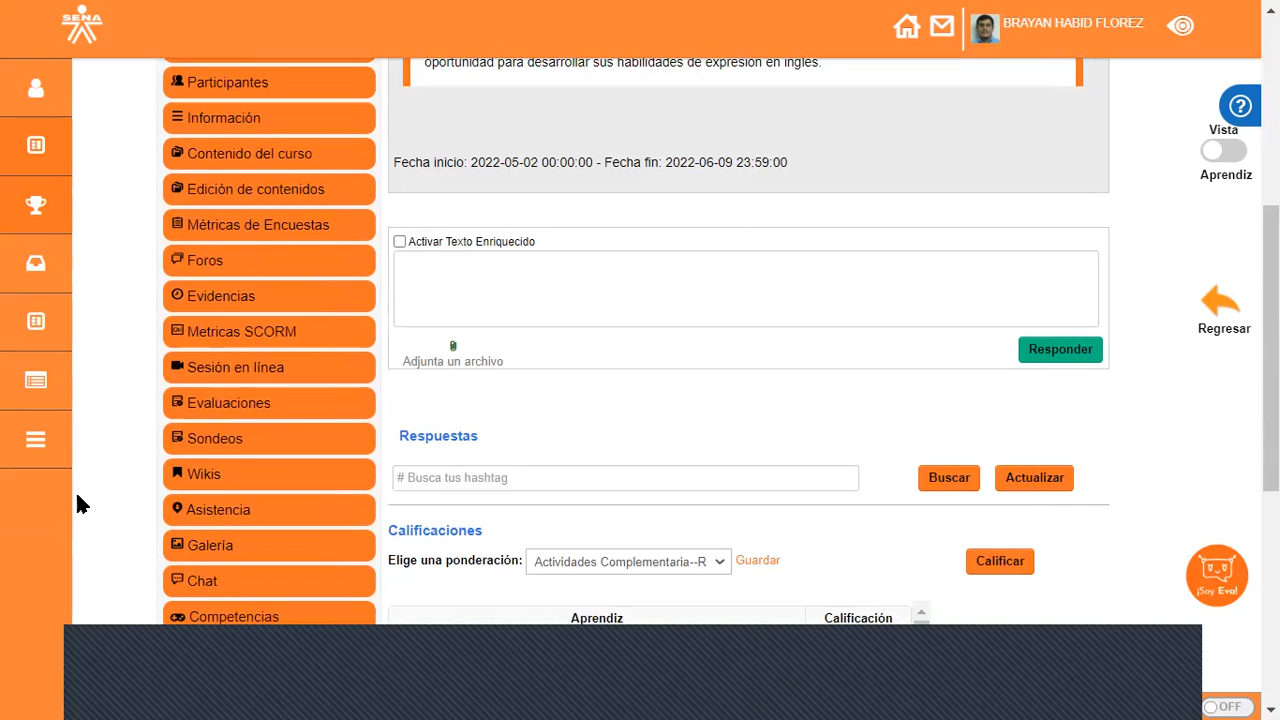 SENA
BRAYAN HABID FLOREZ
oportunidad para desarrollar sus habilidades de expresión en inglés.
Participantes
Información
Contenido del curso
Edición de contenidos
Métricas de Encuestas
Foros
Evidencias
Metricas SCORM
Sesión en línea
Evaluaciones
Sondeos
Wikis
Asistencia
Galería
Chat
Competencias
Fecha inicio: 2022-05-02 00:00:00 - Fecha fin: 2022-06-09 23:59:00
Activar Texto Enriquecido
Adjunta un archivo
Responder
Respuestas
# Busca tus hashtag
Buscar
Actualizar
Calificaciones
Elige una ponderación:
Actividades Complementaria--R
Guardar
Calificar
Aprendiz
Calificación
?
Vista
Aprendiz
Regresar
¡Soy Eva!
OFF